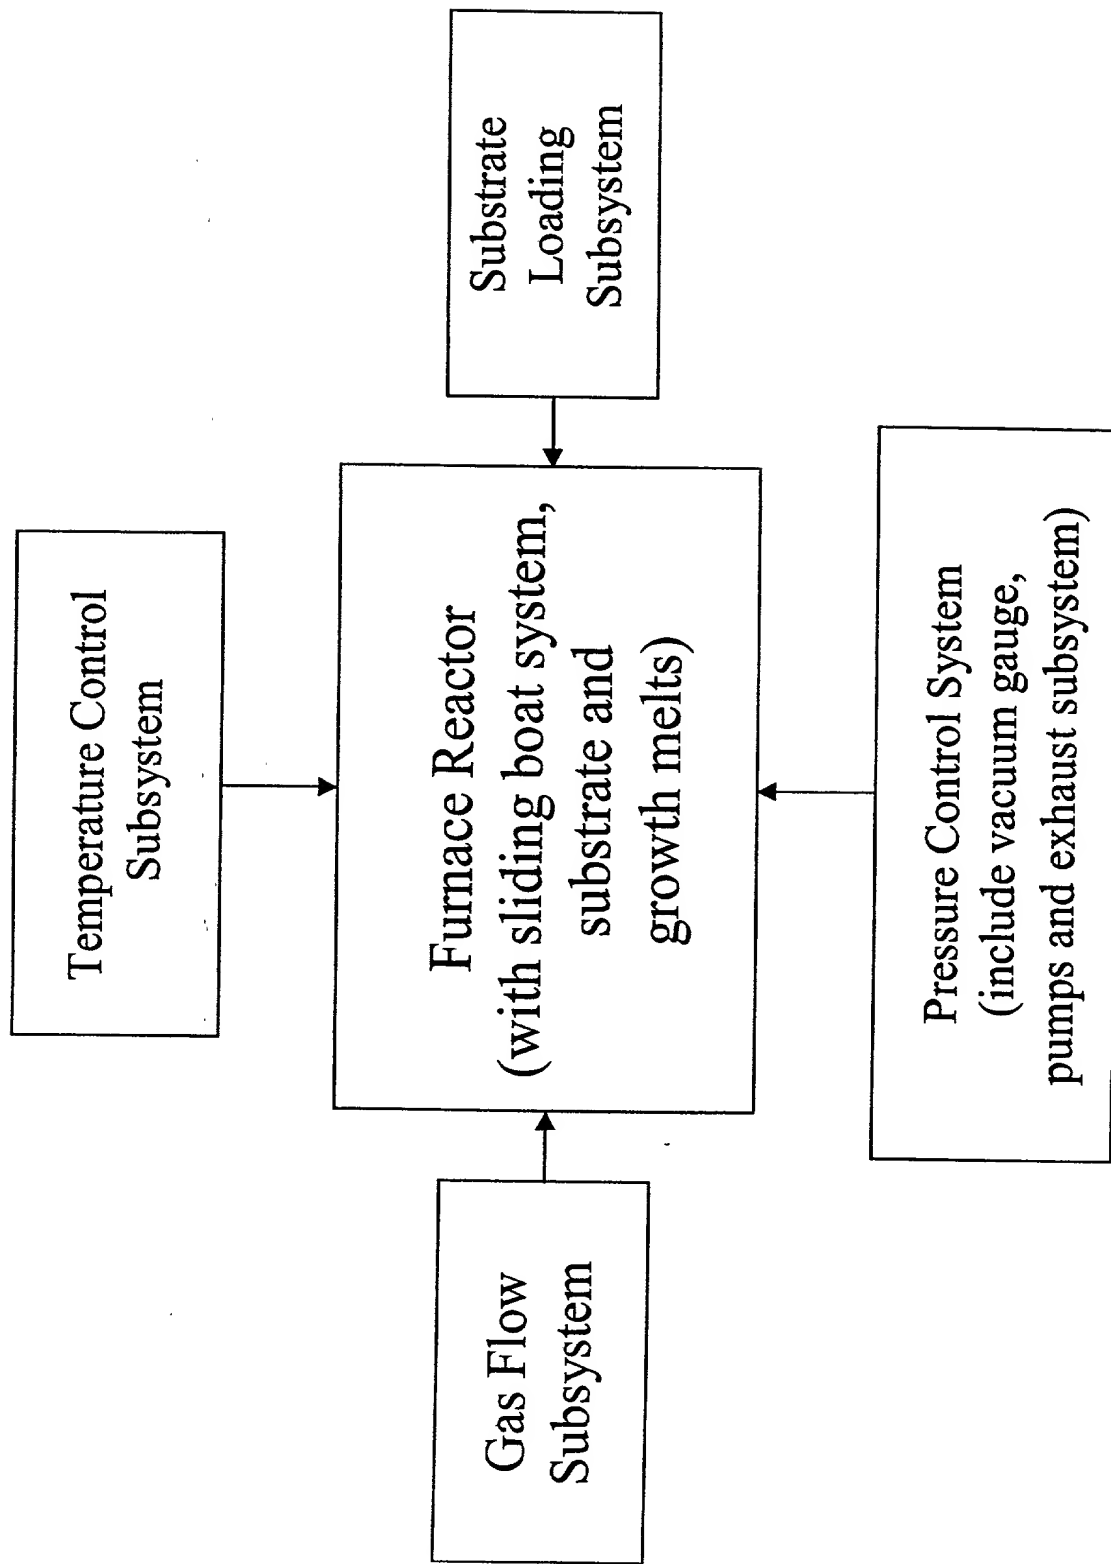 Temperature Control
Subsystem
Gas Flow
Subsystem
Furnace Reactor
(with sliding boat system,
substrate and
growth melts)
Substrate
Loading
Subsystem
Pressure Control System
(include vacuum gauge,
pumps and exhaust subsystem)